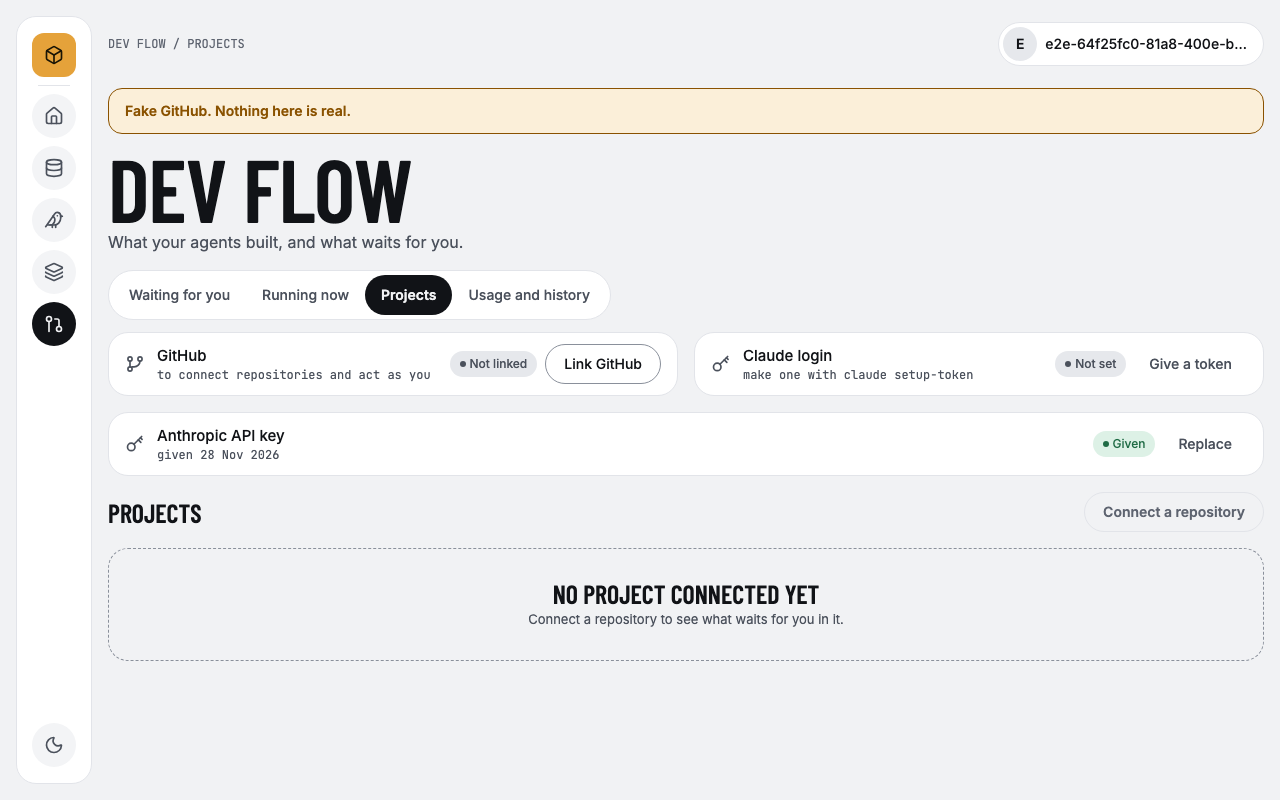 DEV FLOW / PROJECTS
E
e2e-64f25fc0-81a8-400e-b...
Fake GitHub. Nothing here is real.
DEV FLOW
What your agents built, and what waits for you.
Waiting for you
Running now
Projects
Usage and history
GitHub
to connect repositories and act as you
Not linked
Link GitHub
Claude login
make one with claude setup-token
Not set
Give a token
Anthropic API key
given 28 Nov 2026
Given
Replace
PROJECTS
Connect a repository
NO PROJECT CONNECTED YET
Connect a repository to see what waits for you in it.